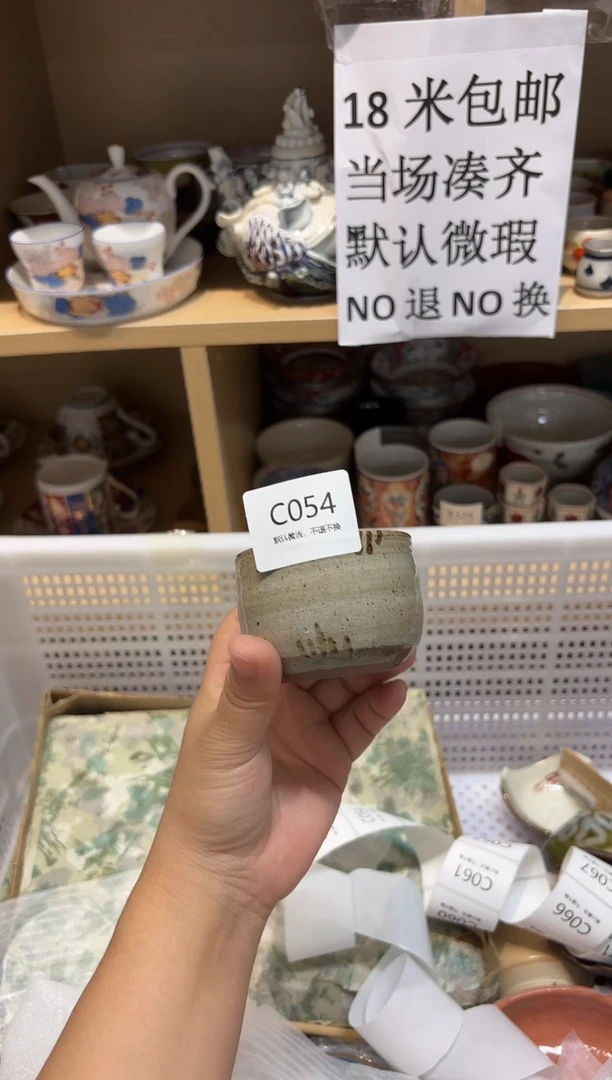 18 米包邮
当场凑齐
默认微瑕
NO 退 NO 换
C054
默认微瑕，不退不换
C061
C066
C067